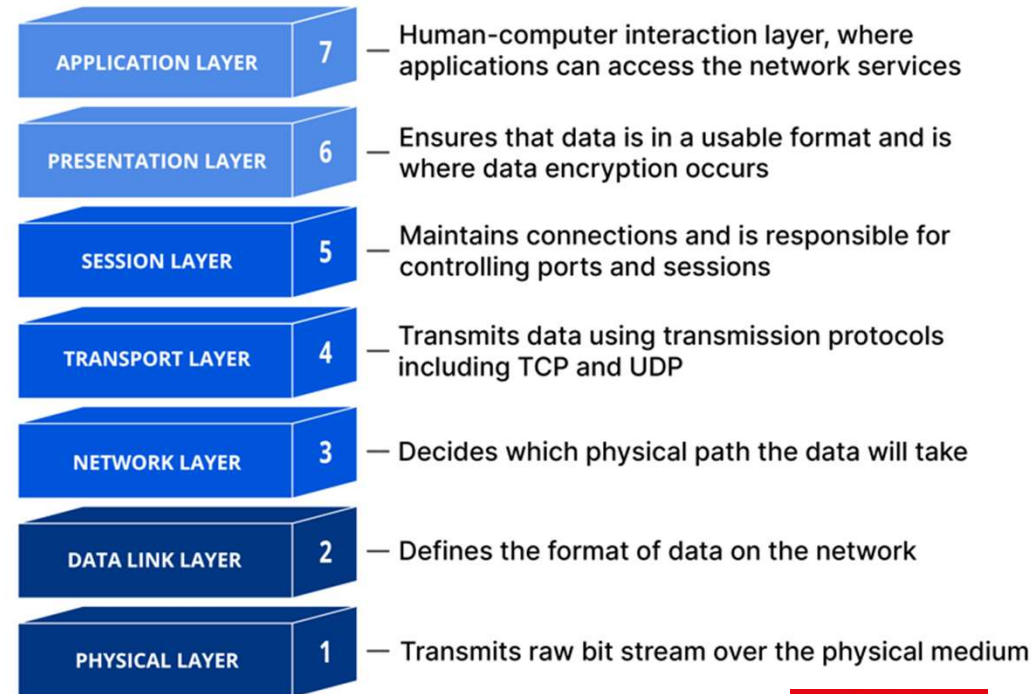 APPLICATION LAYER 7
Human-computer interaction layer, where
applications can access the network services
PRESENTATION LAYER 6
Ensures that data is in a usable format and is
where data encryption occurs
SESSION LAYER 5
Maintains connections and is responsible for
controlling ports and sessions
TRANSPORT LAYER 4
Transmits data using transmission protocols
including TCP and UDP
NETWORK LAYER 3
Decides which physical path the data will take
DATA LINK LAYER 2
Defines the format of data on the network
PHYSICAL LAYER 1
Transmits raw bit stream over the physical medium